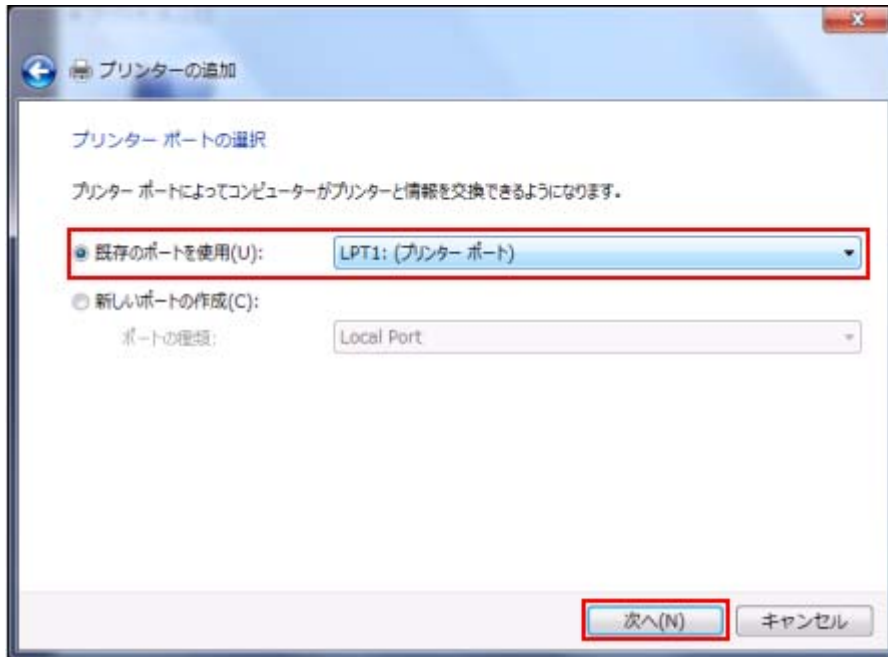 プリンターの追加
プリンター ポートの選択
プリンター ポートによってコンピューターがプリンターと情報を交換できるようになります。
既存のポートを使用(U): LPT1: (プリンター ポート)
新しいポートの作成(C):
ポートの種類: Local Port
次へ(N) キャンセル